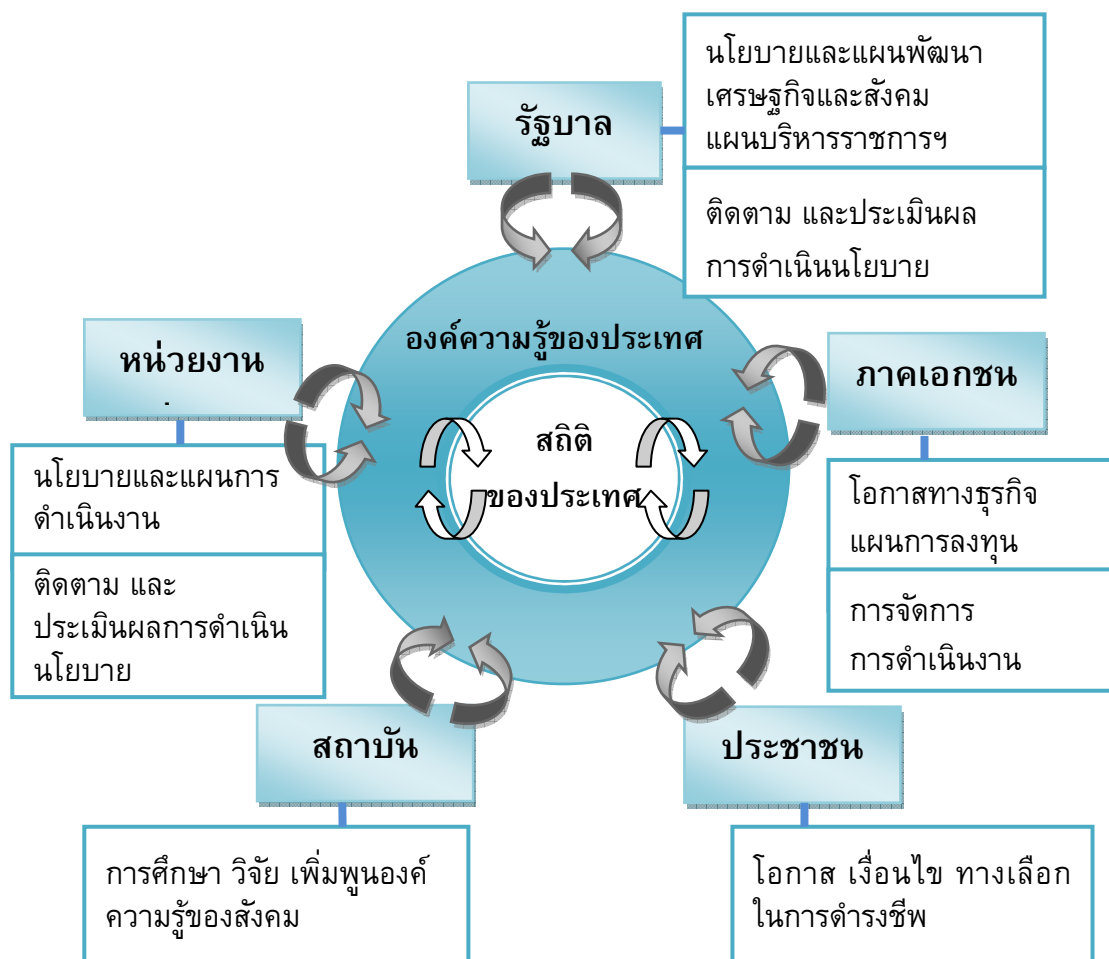 รัฐบาล
นโยบายและแผนพัฒนา
เศรษฐกิจและสังคม
แผนบริหารราชการฯ
ติดตาม และประเมินผล
การดำเนินนโยบาย
องค์ความรู้ของประเทศ
สถิติ
ของประเทศ
หน่วยงาน
นโยบายและแผนการ
ดำเนินงาน
ติดตาม และ
ประเมินผลการดำเนิน
นโยบาย
ภาคเอกชน
โอกาสทางธุรกิจ
แผนการลงทุน
การจัดการ
การดำเนินงาน
สถาบัน
การศึกษา วิจัย เพิ่มพูนองค์
ความรู้ของสังคม
ประชาชน
โอกาส เงื่อนไข ทางเลือก
ในการดำรงชีพ